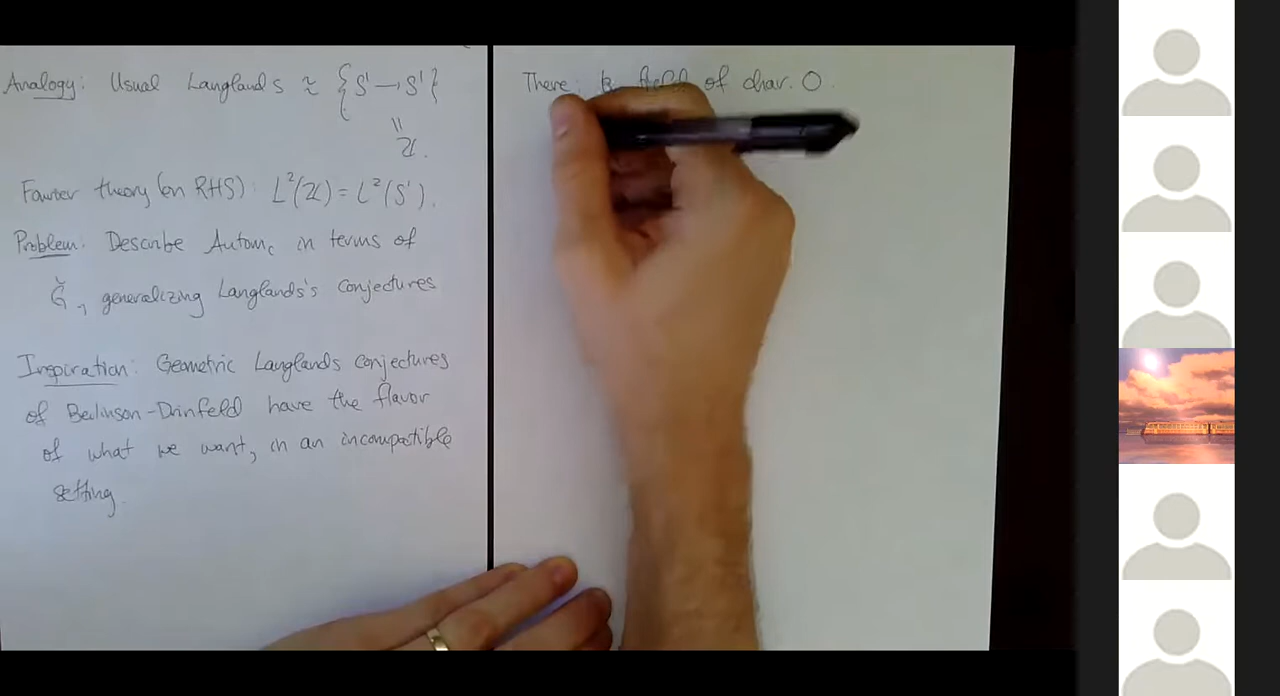 Analogy: Usual Langlands ≈ {S¹ → S¹}
=
ℤ.
Fourier theory (on RHS): L²(ℤ) = L²(S¹).
Problem. Describe Autom_c in terms of
Ǧ, generalizing Langlands's conjectures
Inspiration: Geometric Langlands conjectures
of Beilinson-Drinfeld have the flavor
of what we want, in an incompatible
setting.
There: k field of char. 0.